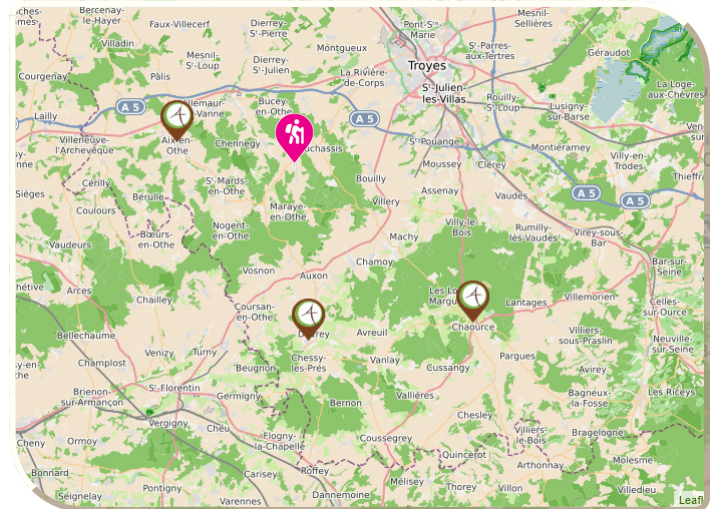 Bercenay-
le-Hayer
Faux-Villecerf
Dierrey-
Sᵗ-Pierre
Pont-Sᵗᵉ
Marie
Mesnil-
Sellières
Villadin
Mesnil-
Sᵗ-Loup
Montgueux
Sᵗ-Parres-
aux-Tertres
Géraudot
Courgenay
Pâlis
Dierrey-
Sᵗ-Julien
La Rivière-
de-Corps
Troyes
Sᵗ-Julien-
les-Villas
La Loge-
aux-Chèvres
Lailly
A 5
Bucey-
en-Othe
A 5
Rouilly-
Sᵗ-Loup
Lusigny-
sur-Barse
Villeneuve-
l'Archevêque
Aix-en-
Othe
Chennegy
Sᵗ-Pouange
Montiéramey
Moussey
Clérey
Villy-en-
Trodes
Cérilly
Sᵗ-Mards-
en-Othe
Bouilly
Assenay
Vaudes
A 5
A 5
Thieffra
Sièges
Bérulle
Coulours
Maraye-
en-Othe
Villery
Nogent-
en-Othe
Villy-le-
Bois
Rumilly-
lès-Vaudes
Virey-sous-
Bar
Bœurs-
en-Othe
Machy
Vaudeurs
Vosnon
Auxon
Chamoy
Bar-sur-
Seine
Arces
Chailley
Coursan-
en-Othe
Lantages
Villemorien
Celles-
sur-Ource
Bellechaume
Avreuil
Chaource
Villiers-
sous-Praslin
Neuville-
sur-Seine
Champlost
Venizy
Turny
Beugnon
Chessy-
les-Prés
Vanlay
Cussangy
Pargues
Avirey
Brienon-
sur-Armançon
Sᵗ Florentin
Germigny
Bernon
Vallières
Bagneux-
la-Fosse
Les Riceys
Vergigny
Cheu
Chesley
Cheny
Ormoy
Flogny-
la-Chapelle
Coussegrey
Villiers-
le-Bois
Bragelogne
Quincerot
Arthonnay
Molesme
Bonnard
Carisey
Roffey
Seignelay
Pontigny
Varennes
Dannemoine
Mélisey
Thorey
Villon
Villedieu
Leafl